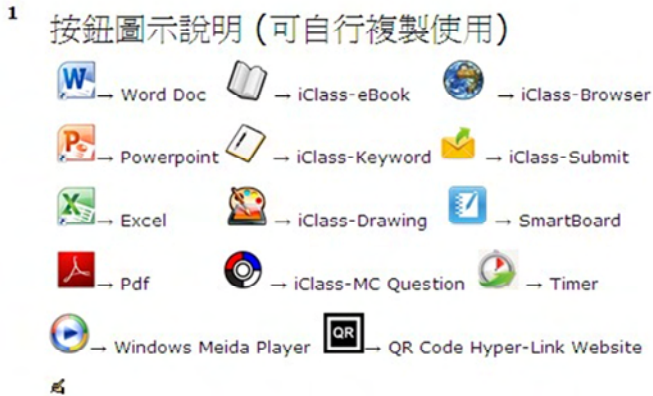 1
按鈕圖示說明 (可自行複製使用)
W → Word Doc → iClass-eBook → iClass-Browser
P → Powerpoint → iClass-Keyword → iClass-Submit
X → Excel → iClass-Drawing → SmartBoard
→ Pdf → iClass-MC Question → Timer
→ Windows Meida Player QR → QR Code Hyper-Link Website